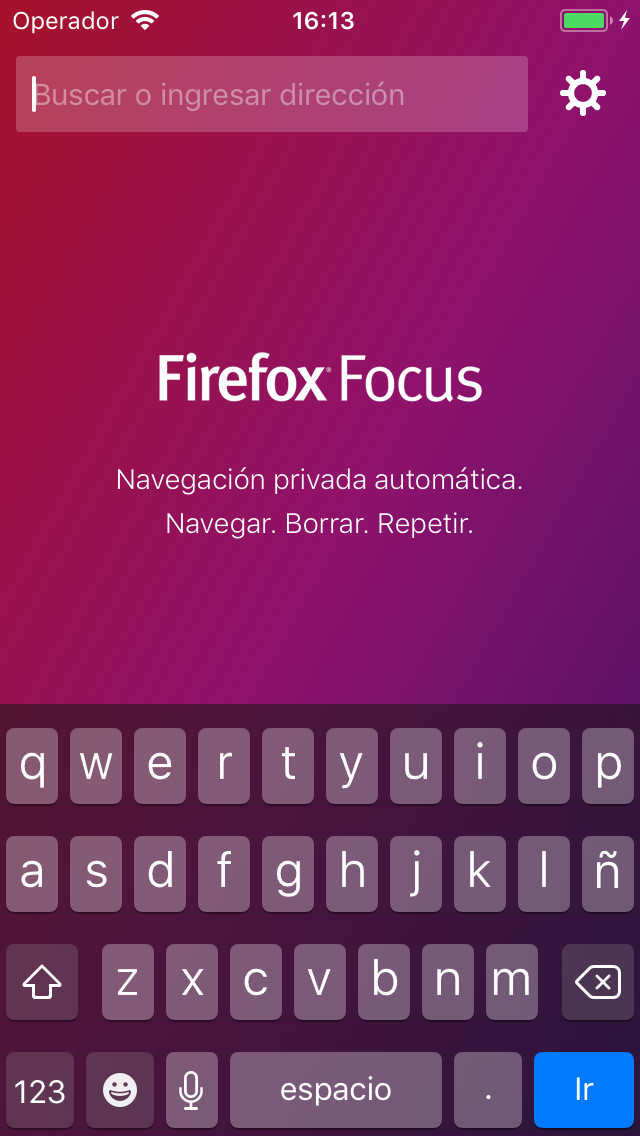 Operador 16:13
Buscar o ingresar dirección
Firefox® Focus
Navegación privada automática.
Navegar. Borrar. Repetir.
q w e r t y u i o p
a s d f g h j k l ñ
z x c v b n m
123 espacio . Ir